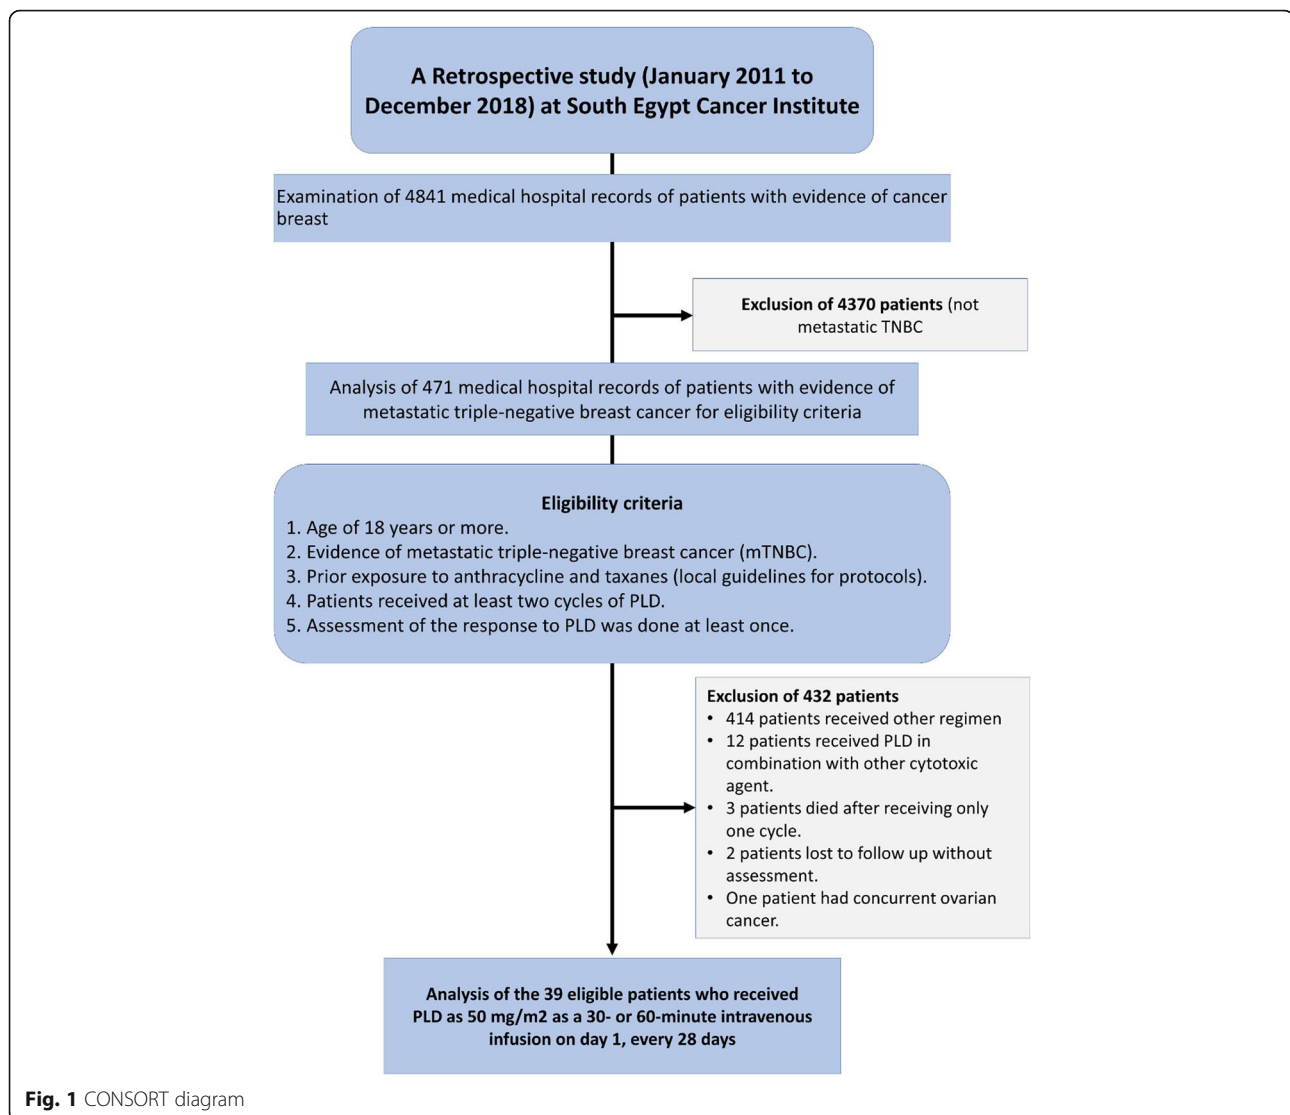 A Retrospective study (January 2011 to
December 2018) at South Egypt Cancer Institute
Examination of 4841 medical hospital records of patients with evidence of cancer
breast
Exclusion of 4370 patients (not
metastatic TNBC
Analysis of 471 medical hospital records of patients with evidence of
metastatic triple-negative breast cancer for eligibility criteria
Eligibility criteria
1. Age of 18 years or more.
2. Evidence of metastatic triple-negative breast cancer (mTNBC).
3. Prior exposure to anthracycline and taxanes (local guidelines for protocols).
4. Patients received at least two cycles of PLD.
5. Assessment of the response to PLD was done at least once.
Exclusion of 432 patients
• 414 patients received other regimen
• 12 patients received PLD in
combination with other cytotoxic
agent.
• 3 patients died after receiving only
one cycle.
• 2 patients lost to follow up without
assessment.
• One patient had concurrent ovarian
cancer.
Analysis of the 39 eligible patients who received
PLD as 50 mg/m2 as a 30- or 60-minute intravenous
infusion on day 1, every 28 days
Fig. 1 CONSORT diagram